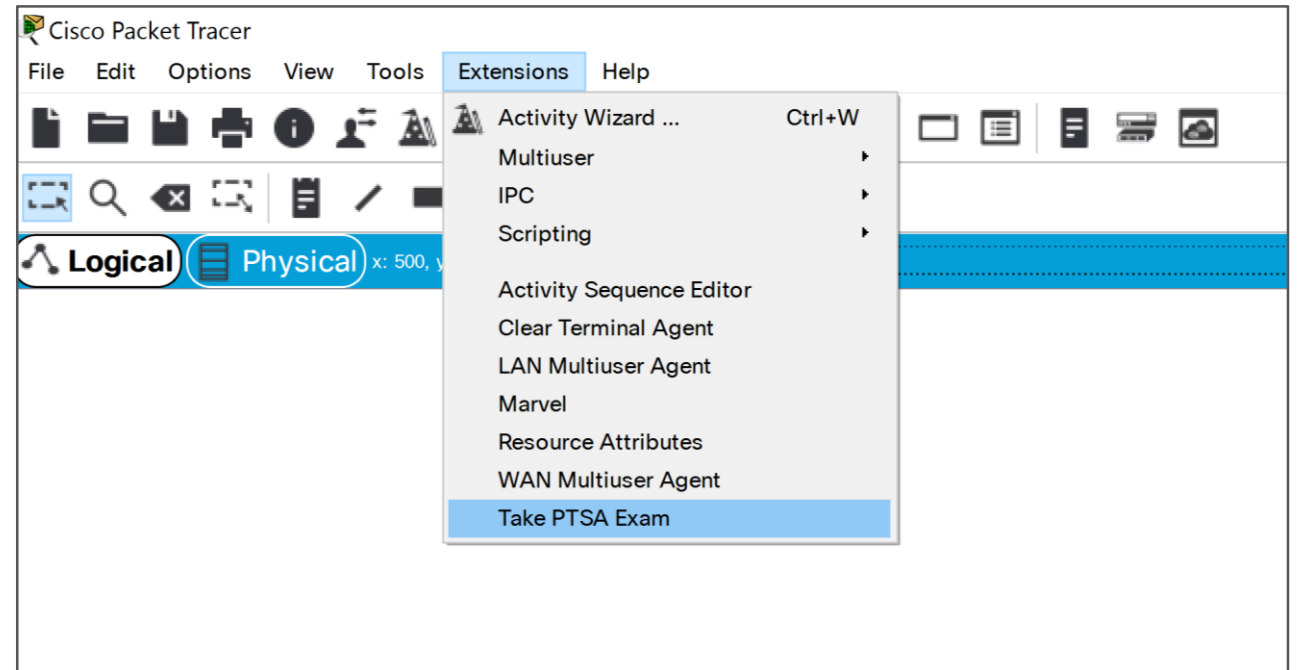 Cisco Packet Tracer
File Edit Options View Tools Extensions Help
Activity Wizard ... Ctrl+W
Multiuser
IPC
Scripting
Logical Physical x: 500, y
Activity Sequence Editor
Clear Terminal Agent
LAN Multiuser Agent
Marvel
Resource Attributes
WAN Multiuser Agent
Take PTSA Exam